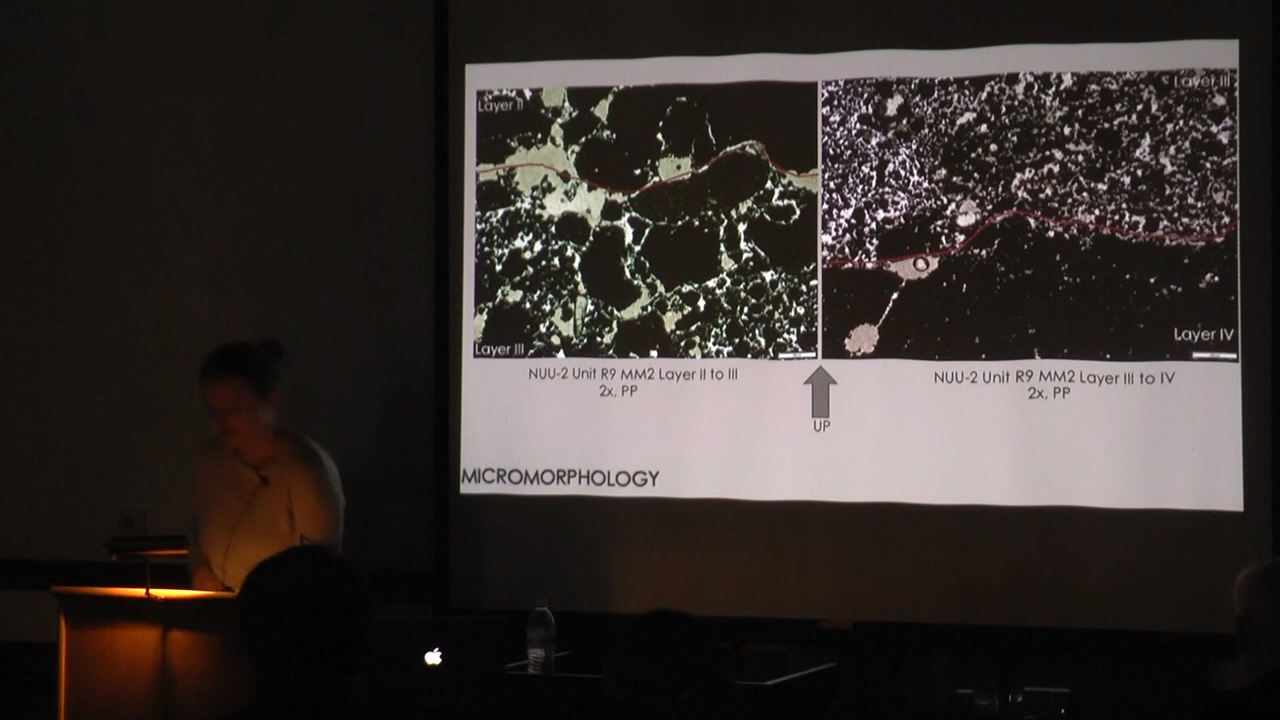 Layer II
Layer III
Layer III
Layer IV
NUU-2 Unit R9 MM2 Layer II to III
2x, PP
NUU-2 Unit R9 MM2 Layer III to IV
2x, PP
UP
MICROMORPHOLOGY